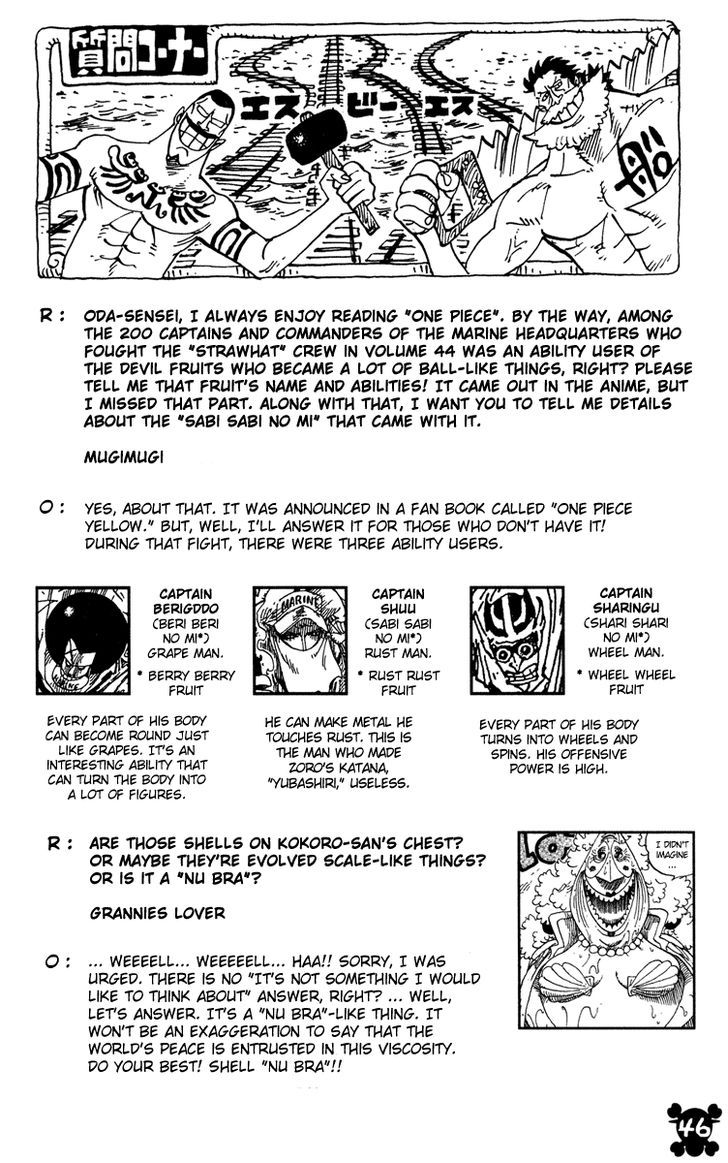 質問コーナー
エス ビー エス
船
R: ODA-SENSEI, I ALWAYS ENJOY READING "ONE PIECE". BY THE WAY, AMONG
THE 200 CAPTAINS AND COMMANDERS OF THE MARINE HEADQUARTERS WHO
FOUGHT THE "STRAWHAT" CREW IN VOLUME 44 WAS AN ABILITY USER OF
THE DEVIL FRUITS WHO BECAME A LOT OF BALL-LIKE THINGS, RIGHT? PLEASE
TELL ME THAT FRUIT'S NAME AND ABILITIES! IT CAME OUT IN THE ANIME, BUT
I MISSED THAT PART. ALONG WITH THAT, I WANT YOU TO TELL ME DETAILS
ABOUT THE "SABI SABI NO MI" THAT CAME WITH IT.
MUGIMUGI
O: YES, ABOUT THAT. IT WAS ANNOUNCED IN A FAN BOOK CALLED "ONE PIECE
YELLOW." BUT, WELL, I'LL ANSWER IT FOR THOSE WHO DON'T HAVE IT!
DURING THAT FIGHT, THERE WERE THREE ABILITY USERS.
CAPTAIN
BERIGDDO
(BERI BERI
NO MI*)
GRAPE MAN.
* BERRY BERRY
FRUIT
EVERY PART OF HIS BODY
CAN BECOME ROUND JUST
LIKE GRAPES. IT'S AN
INTERESTING ABILITY THAT
CAN TURN THE BODY INTO
A LOT OF FIGURES.
MARINE
CAPTAIN
SHUU
(SABI SABI
NO MI*)
RUST MAN.
* RUST RUST
FRUIT
HE CAN MAKE METAL HE
TOUCHES RUST. THIS IS
THE MAN WHO MADE
ZORO'S KATANA,
"YUBASHIRI," USELESS.
CAPTAIN
SHARINGU
(SHARI SHARI
NO MI*)
WHEEL MAN.
* WHEEL WHEEL
FRUIT
EVERY PART OF HIS BODY
TURNS INTO WHEELS AND
SPINS. HIS OFFENSIVE
POWER IS HIGH.
R: ARE THOSE SHELLS ON KOKORO-SAN'S CHEST?
OR MAYBE THEY'RE EVOLVED SCALE-LIKE THINGS?
OR IS IT A "NU BRA"?
GRANNIES LOVER
I DIDN'T
IMAGINE
...
O: ... WEEEELL... WEEEEELL... HAA!! SORRY, I WAS
URGED. THERE IS NO "IT'S NOT SOMETHING I WOULD
LIKE TO THINK ABOUT" ANSWER, RIGHT? ... WELL,
LET'S ANSWER. IT'S A "NU BRA"-LIKE THING. IT
WON'T BE AN EXAGGERATION TO SAY THAT THE
WORLD'S PEACE IS ENTRUSTED IN THIS VISCOSITY.
DO YOUR BEST! SHELL "NU BRA"!!
46